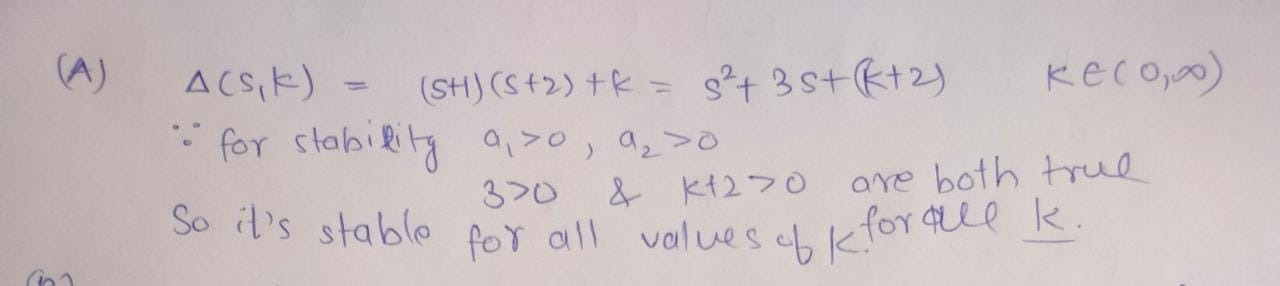 (A) Δ(s,k) = (s+1)(s+2)+k = s²+3s+(k+2) k∈(0,∞)
∵ for stability a₁>0, a₂>0
3>0 & k+2>0 are both true for all k.
So it's stable for all values of k.